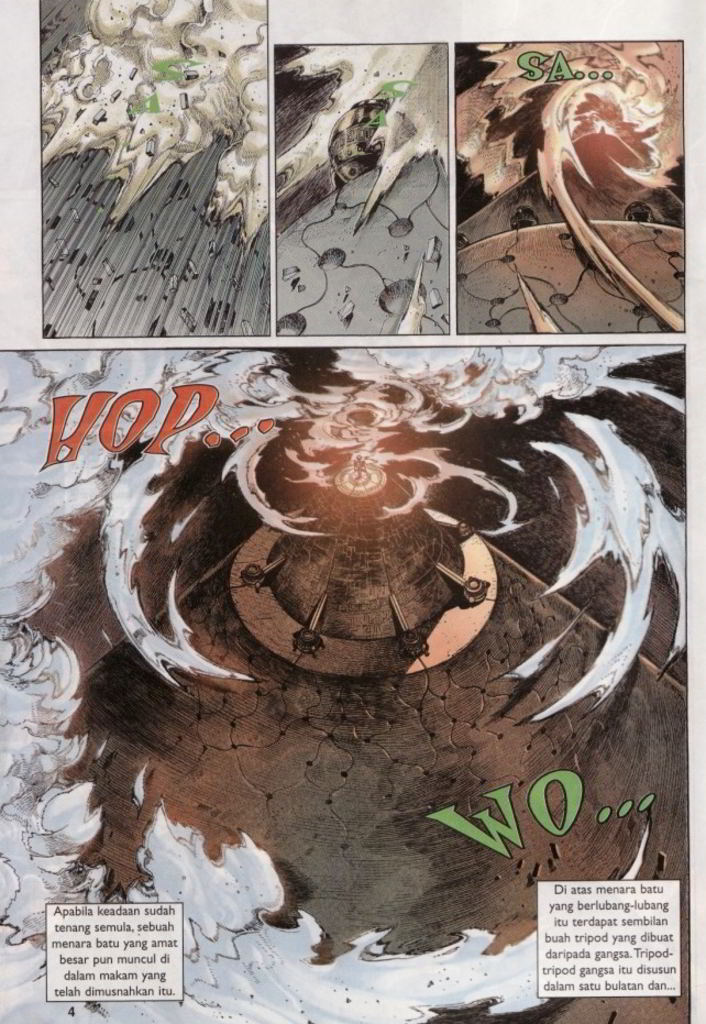 SA
SA
SA...
HOP...
WO...
Apabila keadaan sudah
tenang semula, sebuah
menara batu yang amat
besar pun muncul di
dalam makam yang
telah dimusnahkan itu.
Di atas menara batu
yang berlubang-lubang
itu terdapat sembilan
buah tripod yang dibuat
daripada gangsa. Tripod-
tripod gangsa itu disusun
dalam satu bulatan dan...
4